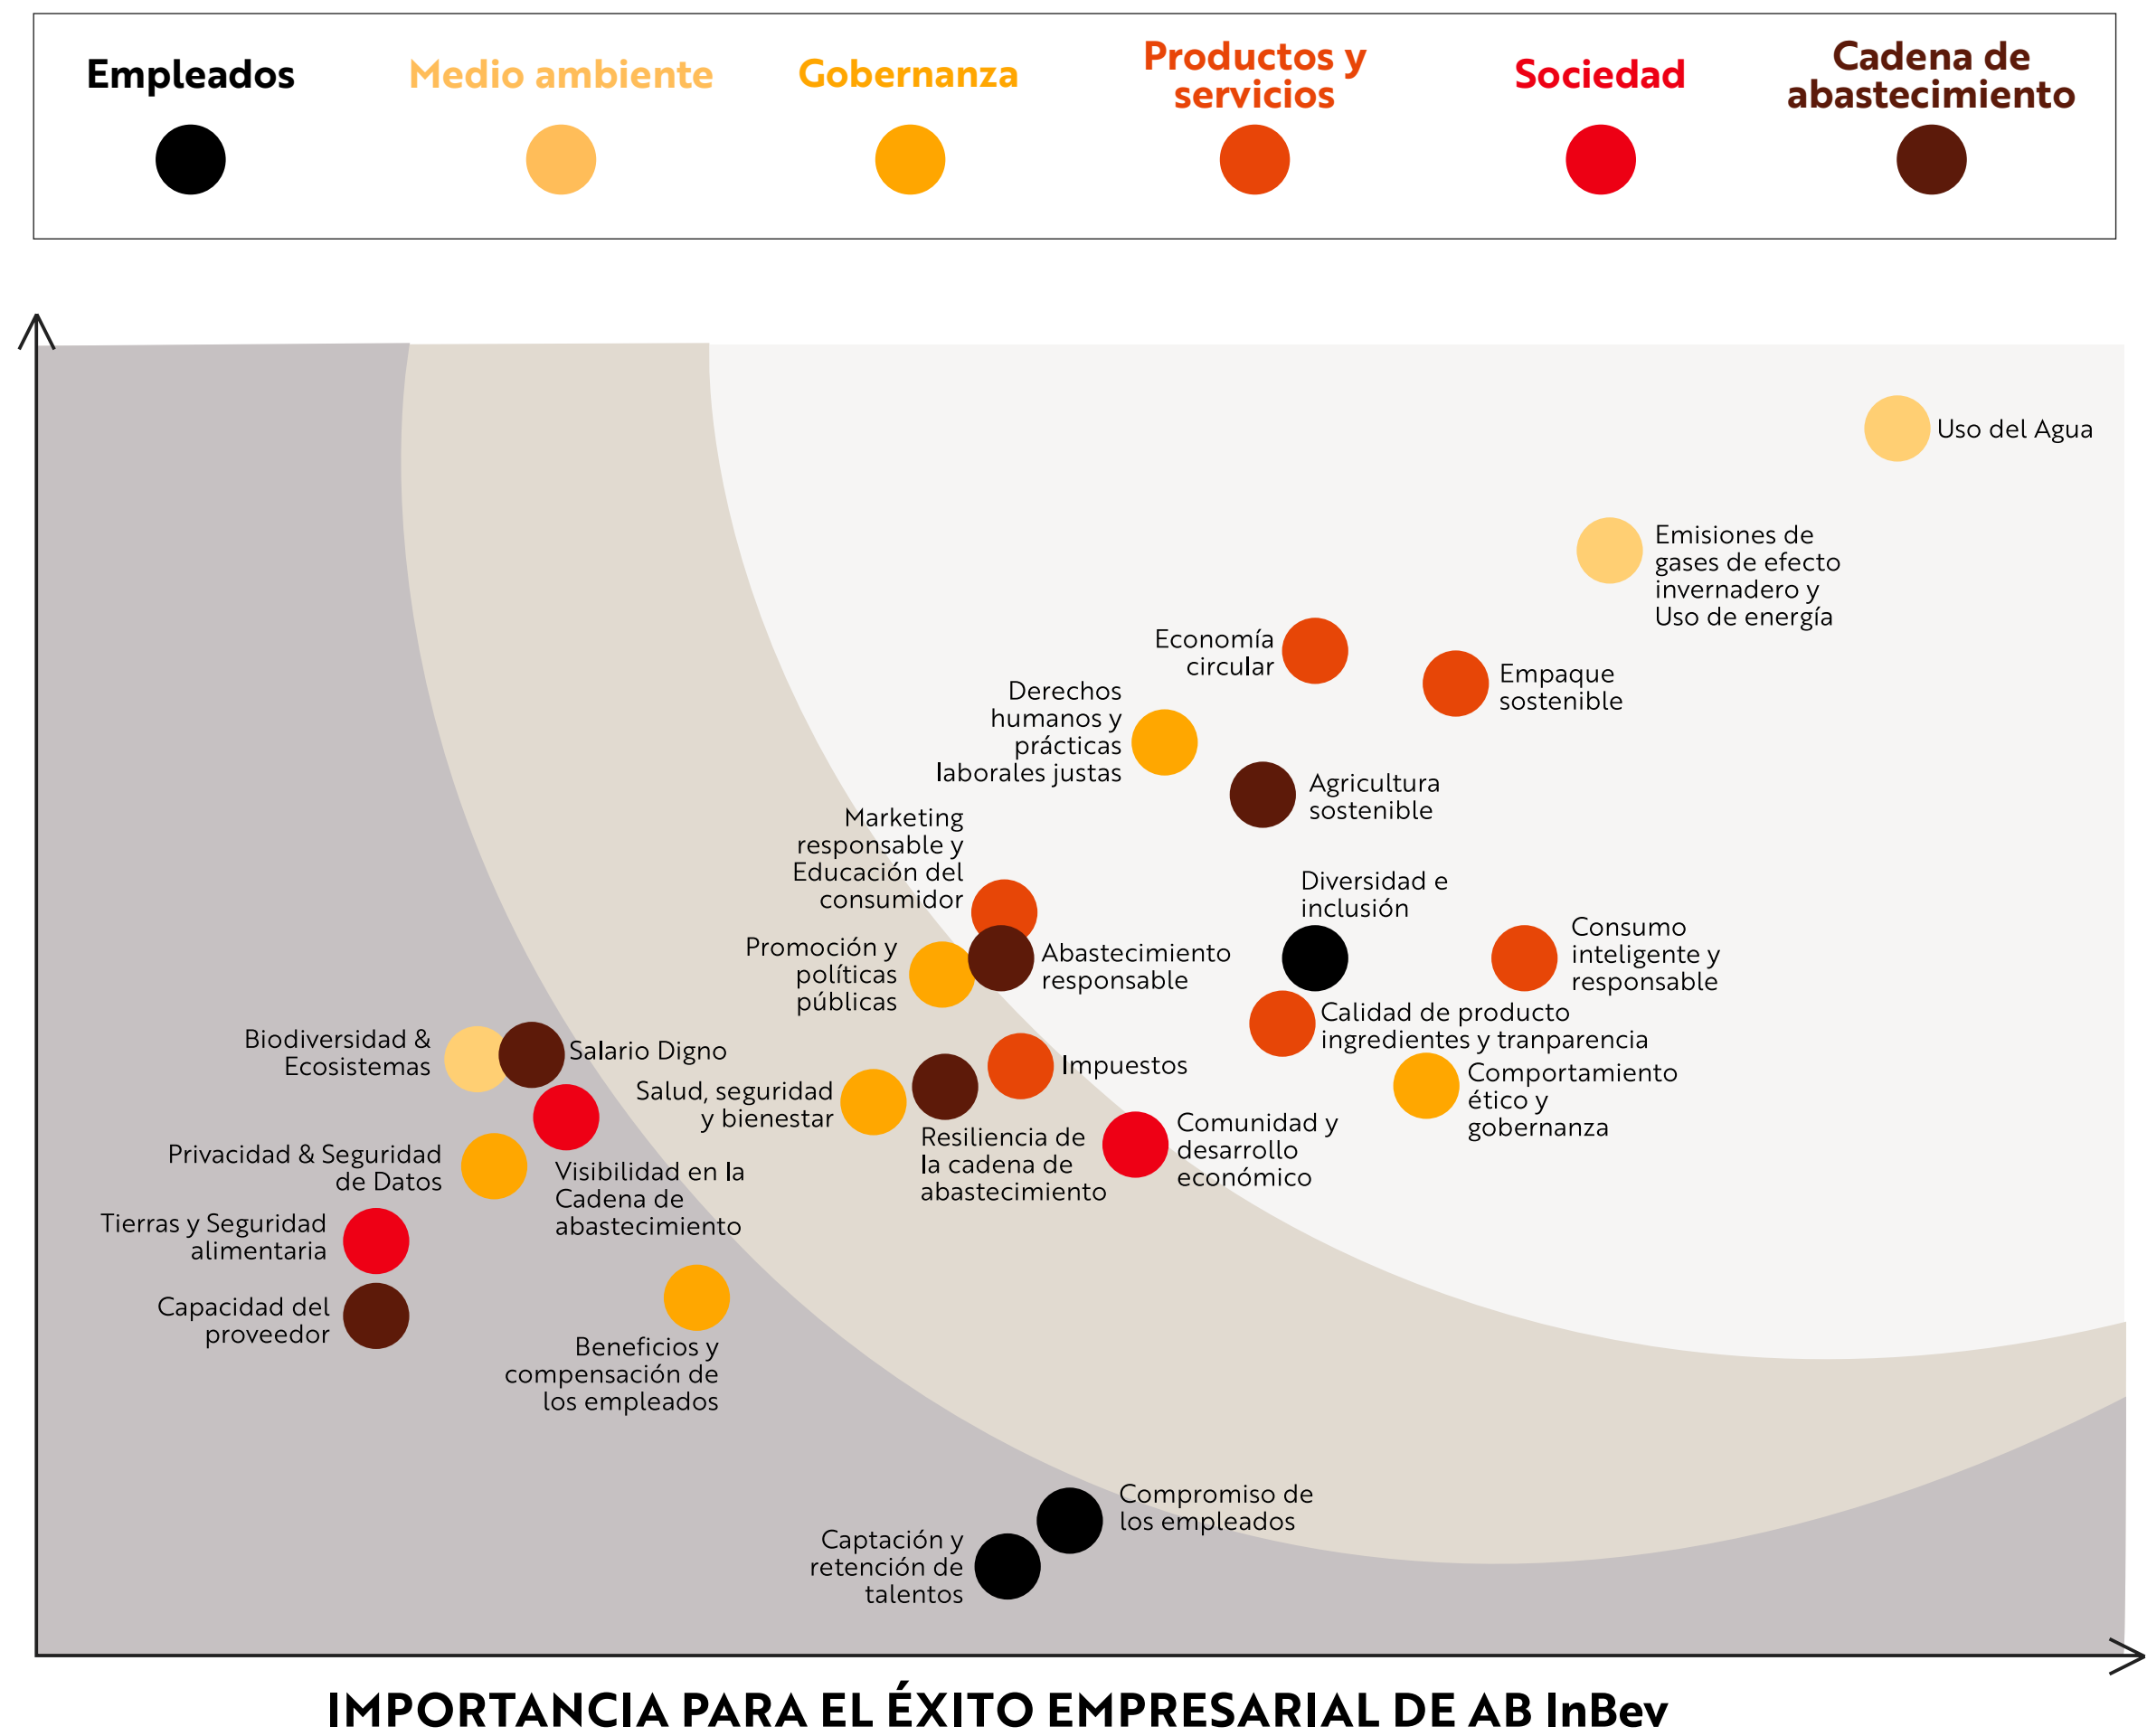 Empleados
Medio ambiente
Gobernanza
Productos y
servicios
Sociedad
Cadena de
abastecimiento
Uso del Agua
Emisiones de
gases de efecto
invernadero y
Uso de energía
Economía
circular
Empaque
sostenible
Derechos
humanos y
prácticas
laborales justas
Agricultura
sostenible
Marketing
responsable y
Educación del
consumidor
Diversidad e
inclusión
Consumo
inteligente y
responsable
Promoción y
políticas
públicas
Abastecimiento
responsable
Calidad de producto
ingredientes y tranparencia
Biodiversidad &
Ecosistemas
Salario Digno
Impuestos
Salud, seguridad
y bienestar
Comportamiento
ético y
gobernanza
Resiliencia de
la cadena de
abastecimiento
Comunidad y
desarrollo
económico
Privacidad & Seguridad
de Datos
Visibilidad en la
Cadena de
abastecimiento
Tierras y Seguridad
alimentaria
Capacidad del
proveedor
Beneficios y
compensación de
los empleados
Compromiso de
los empleados
Captación y
retención de
talentos
IMPORTANCIA PARA EL ÉXITO EMPRESARIAL DE AB InBev